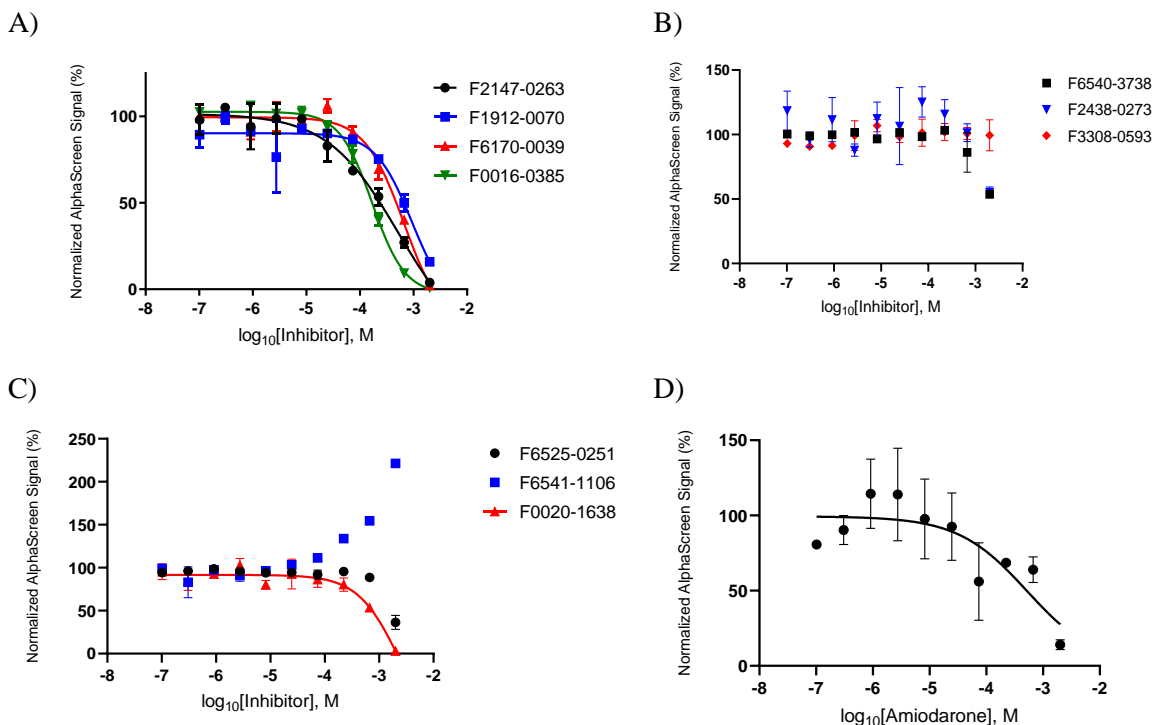 A)
Normalized AlphaScreen Signal (%)
100
50
0
-8 -7 -6 -5 -4 -3 -2
log10[Inhibitor], M
F2147-0263
F1912-0070
F6170-0039
F0016-0385
B)
Normalized AlphaScreen Signal (%)
150
100
50
0
-8 -7 -6 -5 -4 -3 -2
log10[Inhibitor], M
F6540-3738
F2438-0273
F3308-0593
C)
Normalized AlphaScreen Signal (%)
250
200
150
100
50
0
-8 -7 -6 -5 -4 -3 -2
log10[Inhibitor], M
F6525-0251
F6541-1106
F0020-1638
D)
Normalized AlphaScreen Signal (%)
150
100
50
0
-8 -7 -6 -5 -4 -3 -2
log10[Amiodarone], M